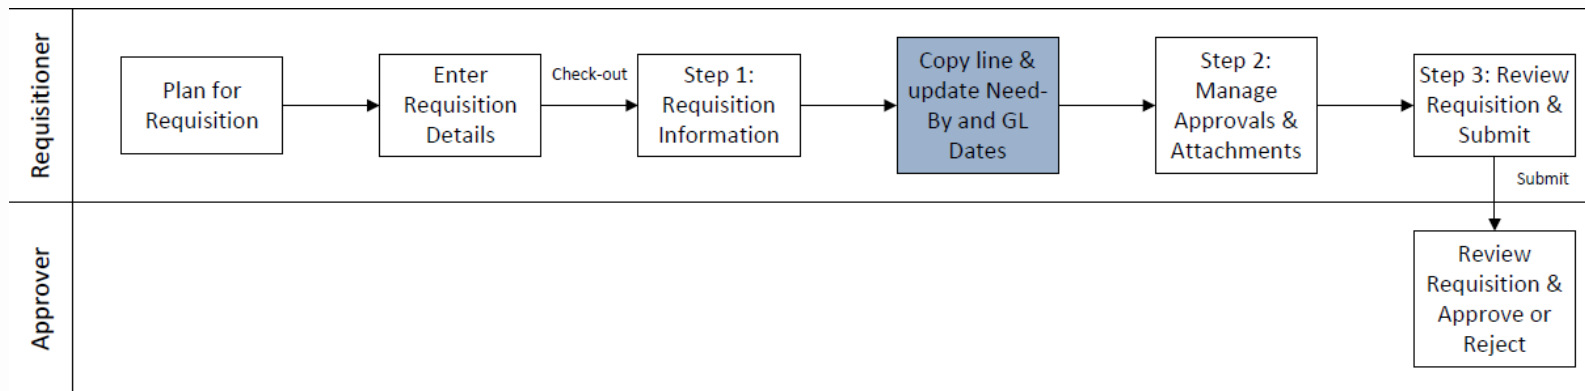 Requisitioner
Plan for
Requisition
Enter
Requisition
Details
Check-out
Step 1:
Requisition
Information
Copy line &
update Need-
By and GL
Dates
Step 2:
Manage
Approvals &
Attachments
Step 3: Review
Requisition &
Submit
Submit
Approver
Review
Requisition &
Approve or
Reject